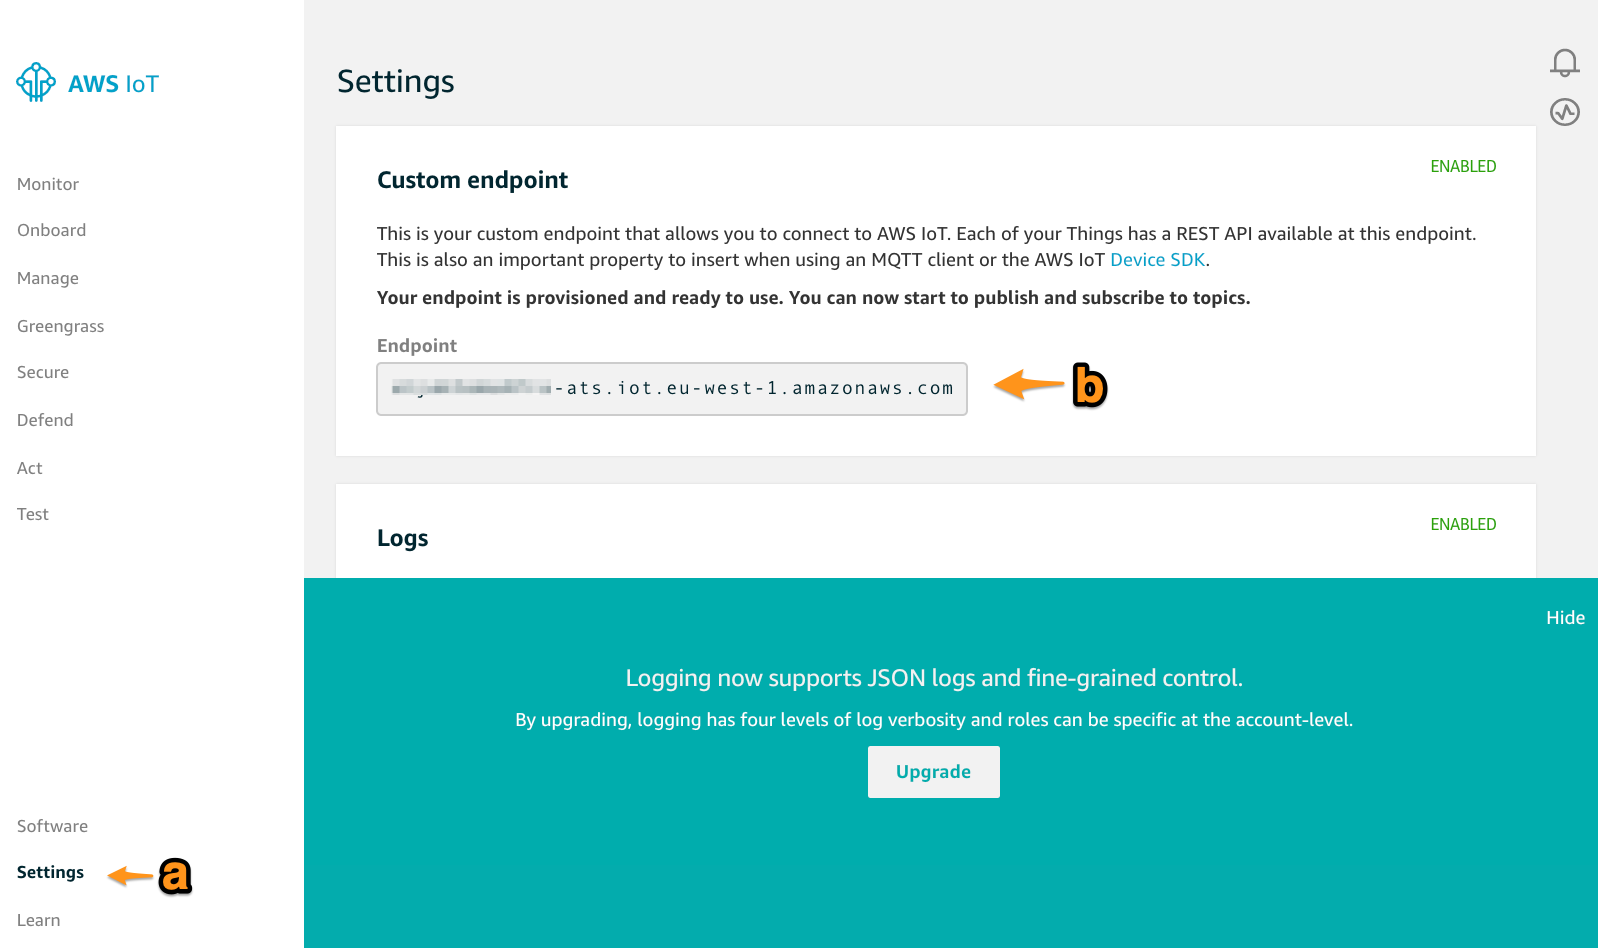 AWS IoT
Monitor
Onboard
Manage
Greengrass
Secure
Defend
Act
Test
Software
Settings
a
Learn
Settings
Custom endpoint
ENABLED
This is your custom endpoint that allows you to connect to AWS IoT. Each of your Things has a REST API available at this endpoint.
This is also an important property to insert when using an MQTT client or the AWS IoT Device SDK.
Your endpoint is provisioned and ready to use. You can now start to publish and subscribe to topics.
Endpoint
-ats.iot.eu-west-1.amazonaws.com
b
Logs
ENABLED
Hide
Logging now supports JSON logs and fine-grained control.
By upgrading, logging has four levels of log verbosity and roles can be specific at the account-level.
Upgrade